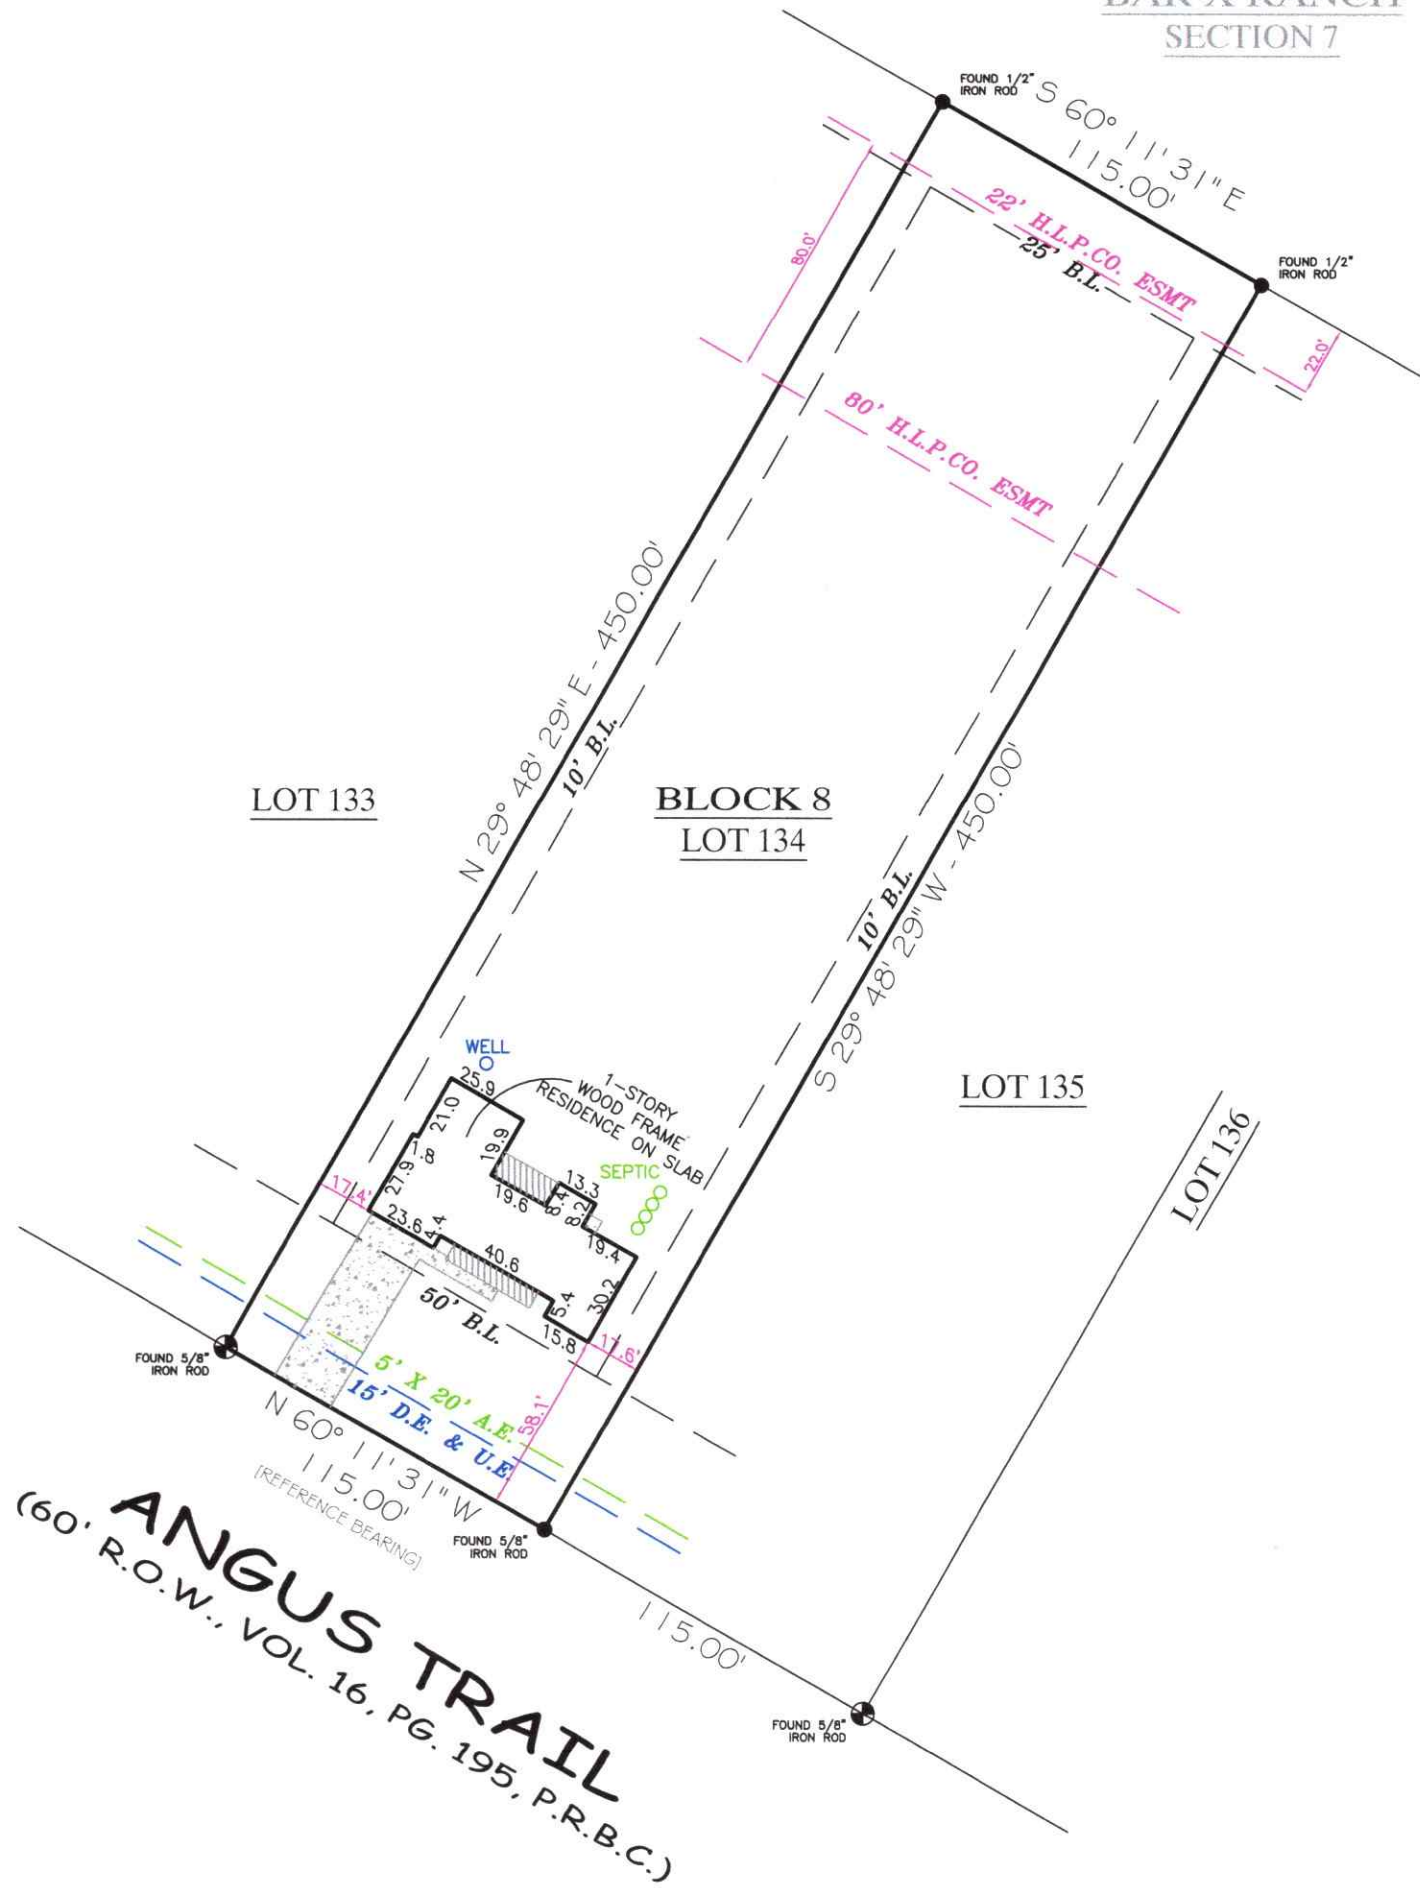 BAR X RANCH
SECTION 7
FOUND 1/2"
IRON ROD
S 60° 11'31" E
115.00'
22' H.L.P.CO. ESMT
25' B.L.
80.0'
FOUND 1/2"
IRON ROD
22.0'
80' H.L.P.CO. ESMT
N 29° 48' 29" E - 450.00'
10' B.L.
LOT 133
BLOCK 8
LOT 134
S 29° 48' 29" W - 450.00'
10' B.L.
LOT 135
LOT 136
WELL
1-STORY
WOOD FRAME
RESIDENCE ON SLAB
SEPTIC
25.9
21.0
1.8
19.9
27.9
19.6
8.4
13.3
8.2
19.4
17.4'
23.6
4.4
40.6
30.2
5.4
15.8
17.6'
50' B.L.
58.1'
5' X 20' A.E.
15' D.E. & U.E.
FOUND 5/8"
IRON ROD
N 60° 11'31" W
115.00'
[REFERENCE BEARING]
FOUND 5/8"
IRON ROD
115.00'
FOUND 5/8"
IRON ROD
ANGUS TRAIL
(60' R.O.W., VOL. 16, PG. 195, P.R.B.C.)